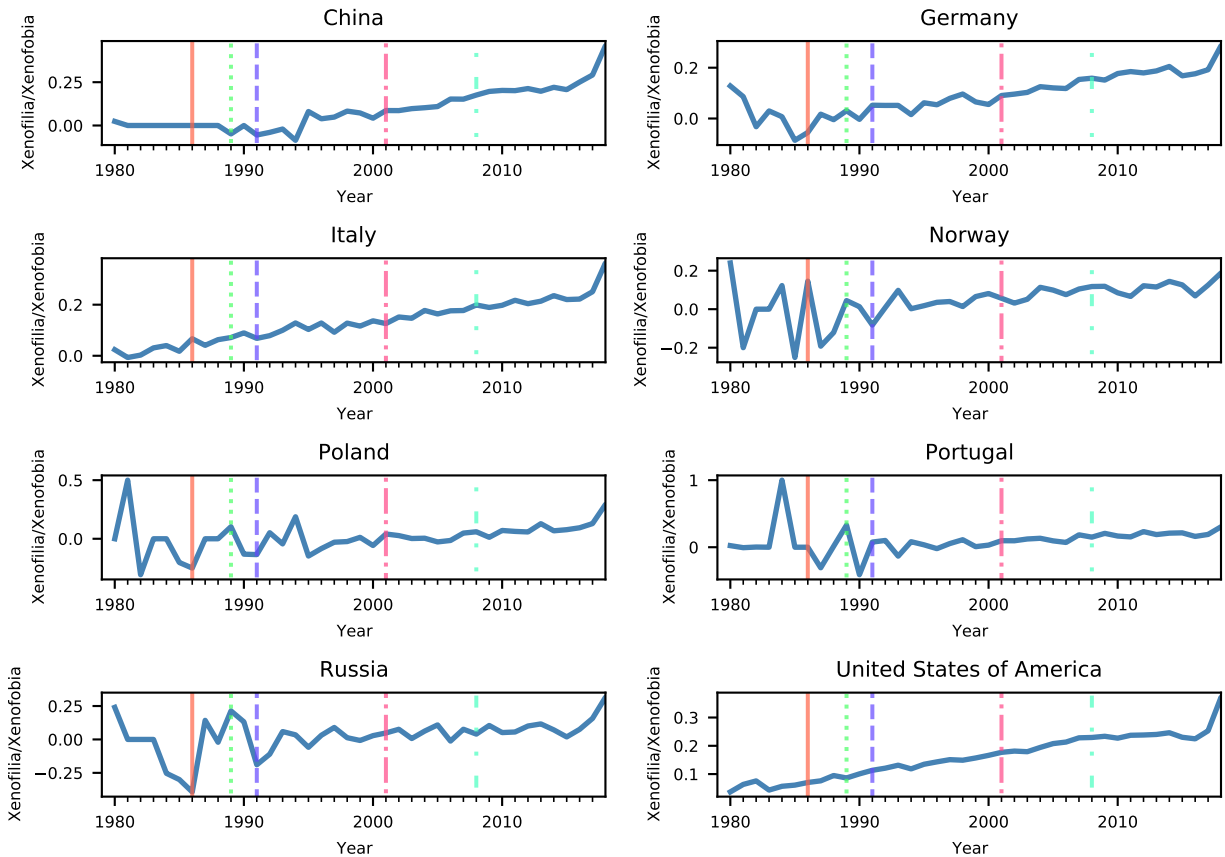 China
Xenofilia/Xenofobia
0.25
0.00
1980 1990 2000 2010
Year
Germany
Xenofilia/Xenofobia
0.2
0.0
1980 1990 2000 2010
Year
Italy
Xenofilia/Xenofobia
0.2
0.0
1980 1990 2000 2010
Year
Norway
Xenofilia/Xenofobia
0.2
0.0
−0.2
1980 1990 2000 2010
Year
Poland
Xenofilia/Xenofobia
0.5
0.0
1980 1990 2000 2010
Year
Portugal
Xenofilia/Xenofobia
1
0
1980 1990 2000 2010
Year
Russia
Xenofilia/Xenofobia
0.25
0.00
−0.25
1980 1990 2000 2010
Year
United States of America
Xenofilia/Xenofobia
0.3
0.2
0.1
1980 1990 2000 2010
Year